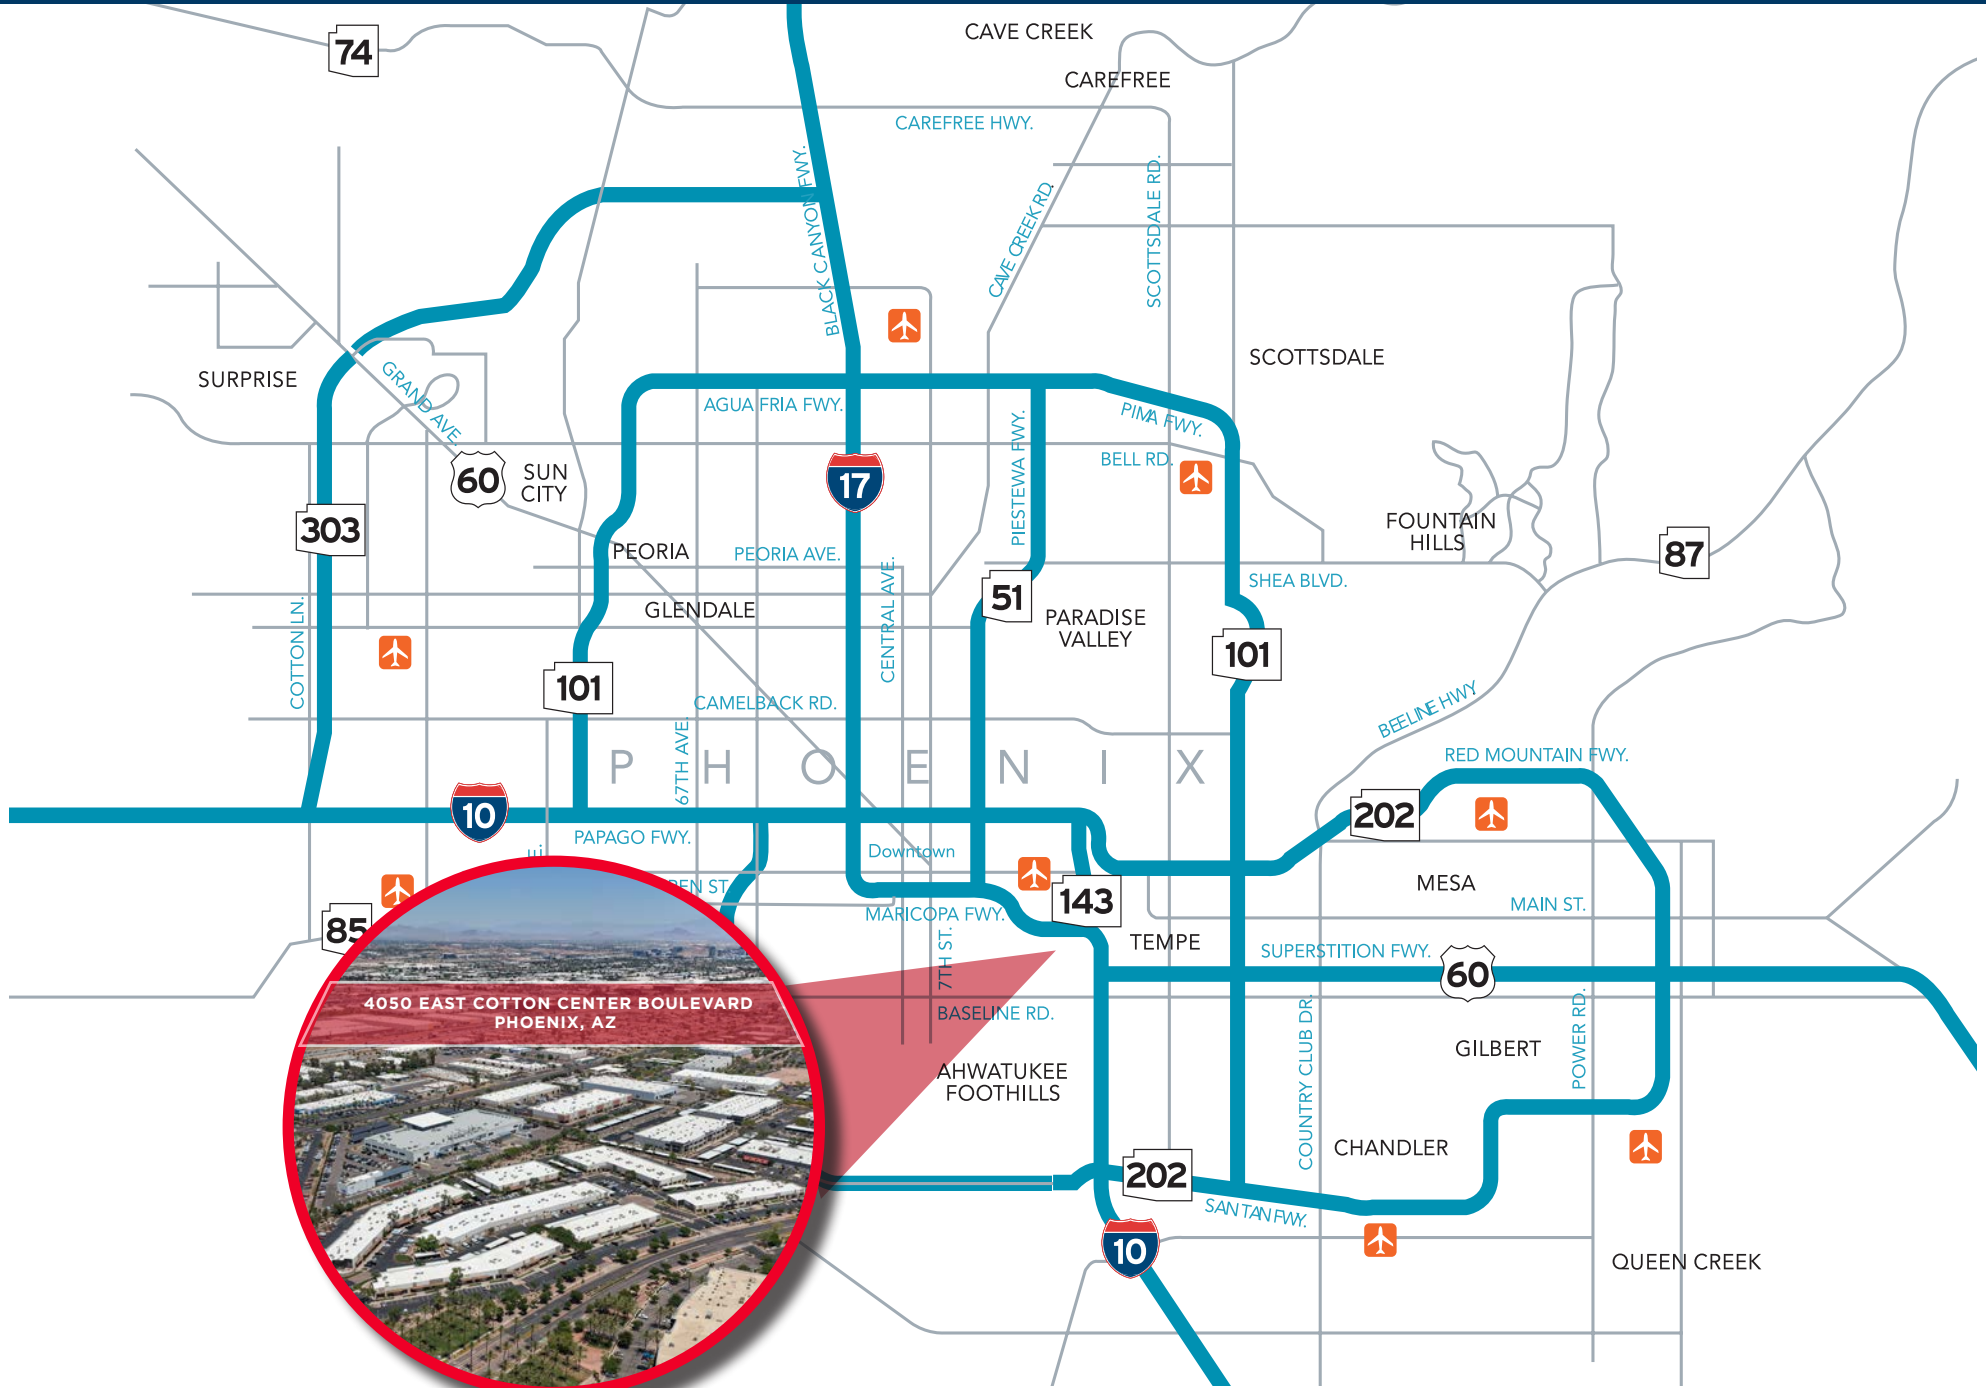 CAVE CREEK
74
CAREFREE
CAREFREE HWY.
BLACK CANYON FWY.
CAVE CREEK RD.
SCOTTSDALE RD.
SCOTTSDALE
SURPRISE
GRAND AVE.
AGUA FRIA FWY.
PIMA FWY.
PIESTEWA FWY.
BELL RD.
60
SUN
CITY
17
303
FOUNTAIN
HILLS
87
PEORIA
PEORIA AVE.
CENTRAL AVE.
SHEA BLVD.
51
GLENDALE
PARADISE
VALLEY
COTTON LN.
101
101
CAMELBACK RD.
BEELINE HWY.
67TH AVE.
PHOENIX
RED MOUNTAIN FWY.
10
202
PAPAGO FWY.
Downtown
MESA
143
MAIN ST.
85
MARICOPA FWY.
7TH ST.
TEMPE
SUPERSTITION FWY.
60
4050 EAST COTTON CENTER BOULEVARD
PHOENIX, AZ
BASELINE RD.
COUNTRY CLUB DR.
POWER RD.
GILBERT
AHWATUKEE
FOOTHILLS
CHANDLER
202
SAN TAN FWY.
10
QUEEN CREEK